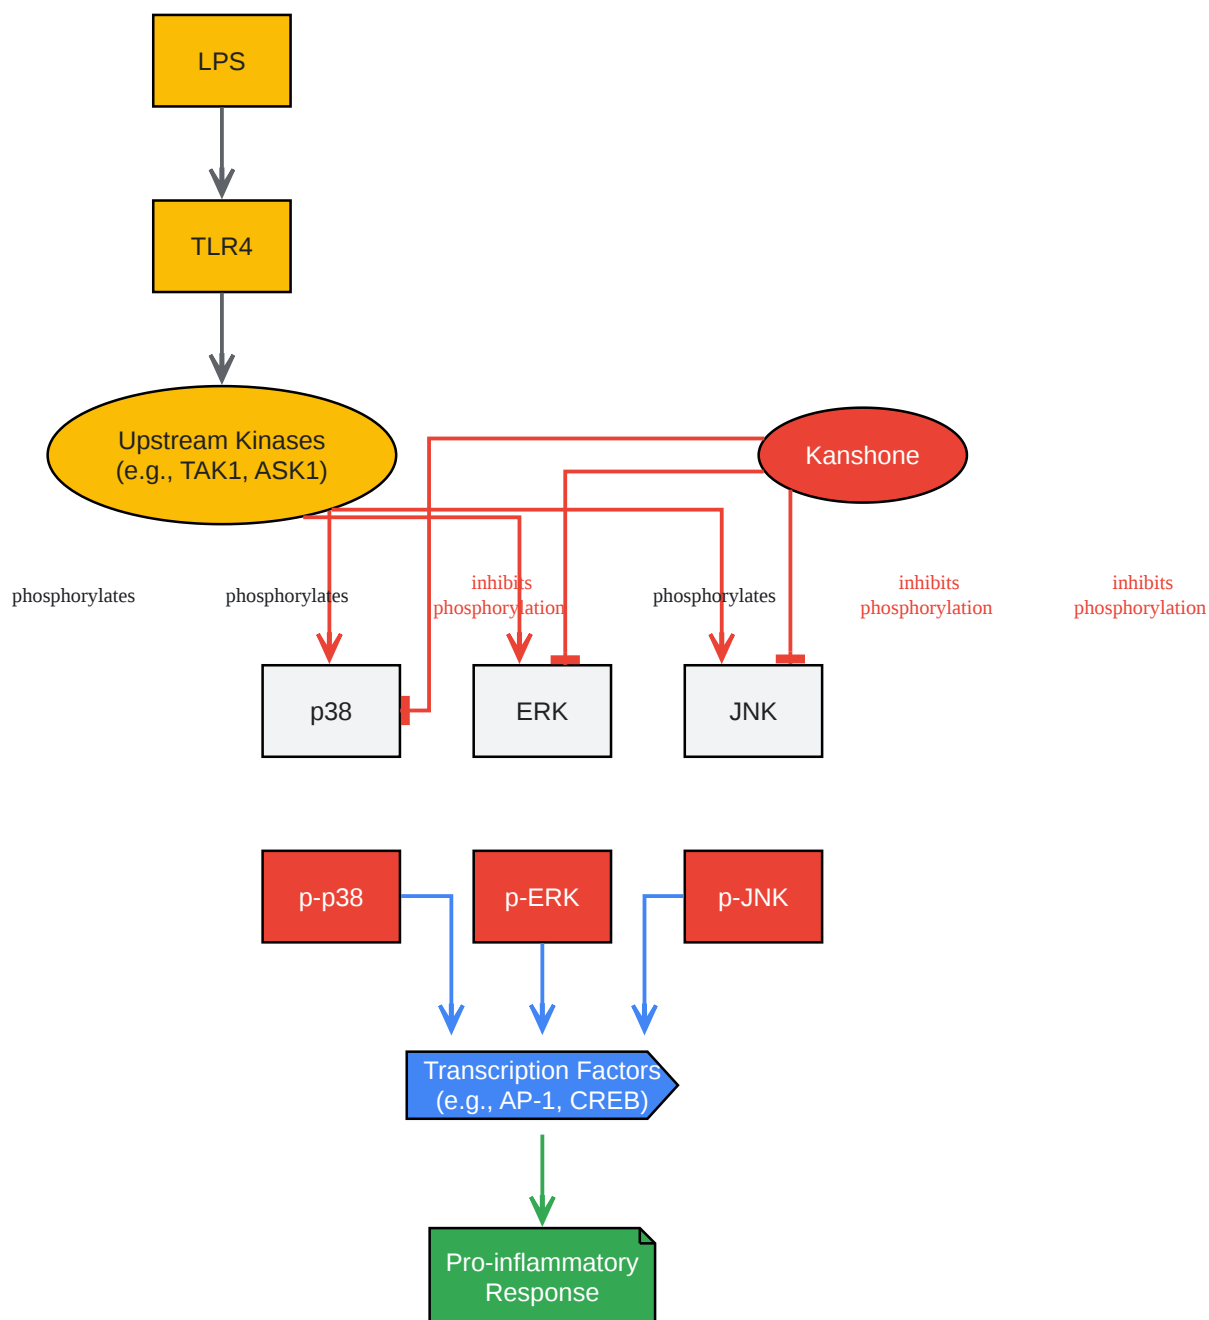 LPS
TLR4
Upstream Kinases
(e.g., TAK1, ASK1)
Kanshone
phosphorylates
phosphorylates
inhibits
phosphorylation
phosphorylates
inhibits
phosphorylation
inhibits
phosphorylation
p38
ERK
JNK
p-p38
p-ERK
p-JNK
Transcription Factors
(e.g., AP-1, CREB)
Pro-inflammatory
Response